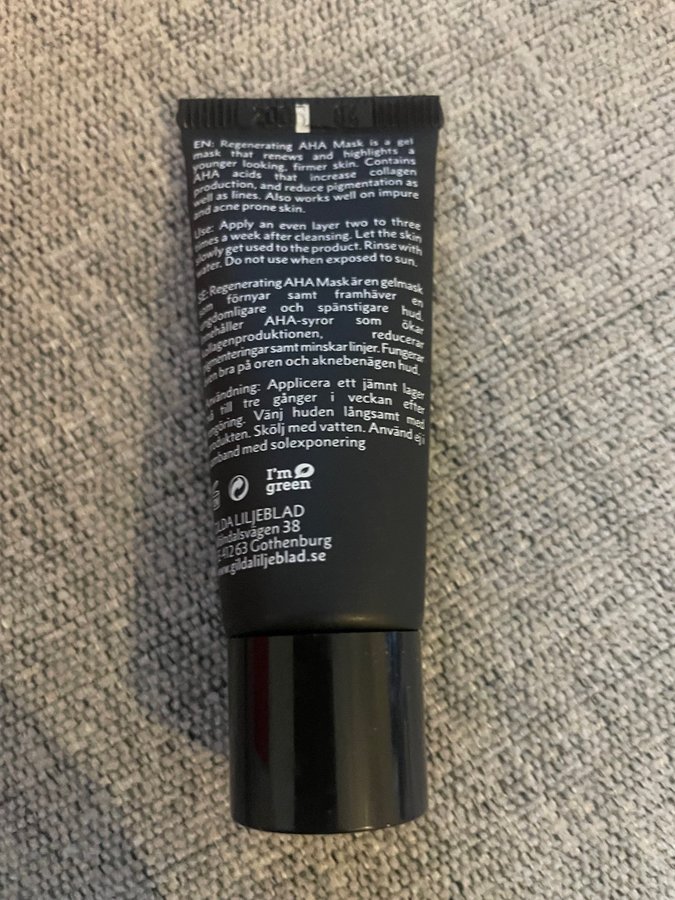 EN: Regenerating AHA Mask is a gel
mask that renews and highlights a
younger looking, firmer skin. Contains
AHA acids that increase collagen
production, and reduce pigmentation as
well as lines. Also works well on impure
and acne prone skin.
Use: Apply an even layer two to three
times a week after cleansing. Let the skin
slowly get used to the product. Rinse with
water. Do not use when exposed to sun.
SE: Regenerating AHA Mask är en gelmask
som förnyar samt framhäver en
ungdomligare och spänstigare hud.
Innehåller AHA-syror som ökar
kollagenproduktionen, reducerar
pigmenteringar samt minskar linjer. Fungerar
även bra på oren och aknebenägen hud.
Användning: Applicera ett jämnt lager
två till tre gånger i veckan efter
rengöring. Vänj huden långsamt med
produkten. Skölj med vatten. Använd ej i
samband med solexponering
I'm
green
GILDA LILJEBLAD
38
412 63 Gothenburg
www.gildaliljeblad.se